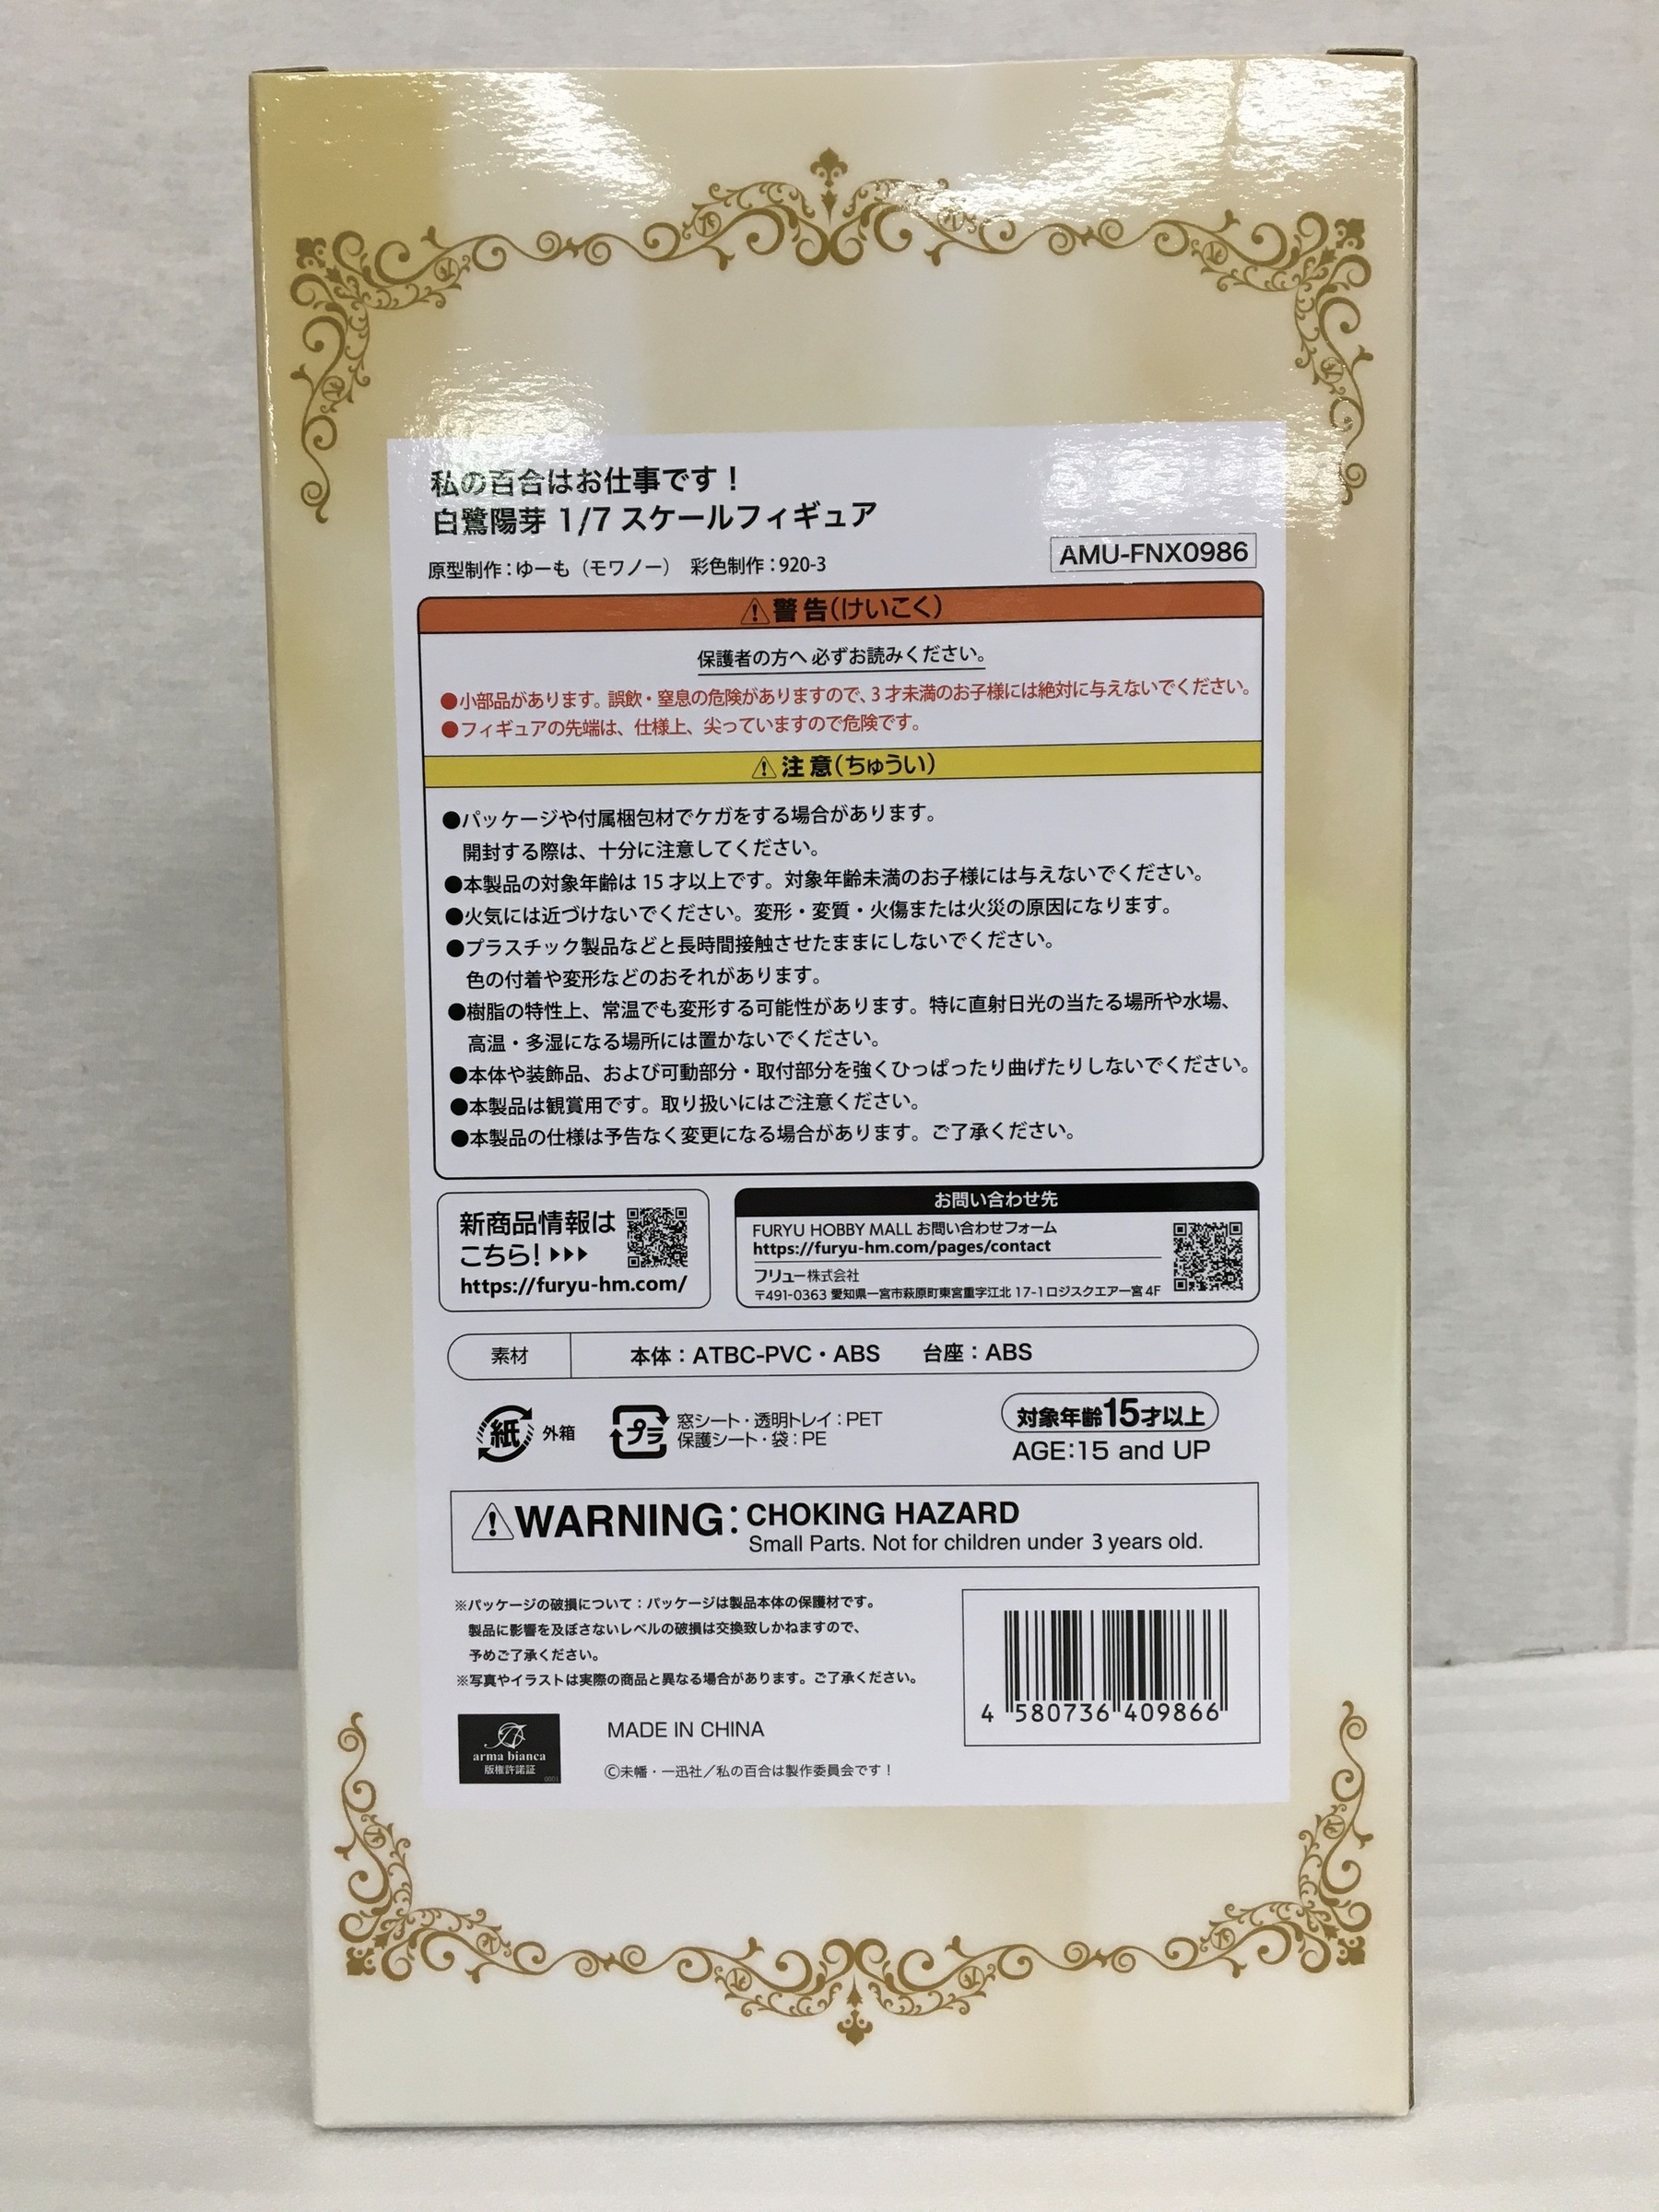 私の百合はお仕事です！
白鷺陽芽 1/7 スケールフィギュア
原型制作：ゆーも（モワノー） 彩色制作：920-3
AMU-FNX0986
⚠警告（けいこく）
保護者の方へ 必ずお読みください。
●小部品があります。誤飲・窒息の危険がありますので、3才未満のお子様には絶対に与えないでください。
●フィギュアの先端は、仕様上、尖っていますので危険です。
⚠注意（ちゅうい）
●パッケージや付属梱包材でケガをする場合があります。
開封する際は、十分に注意してください。
●本製品の対象年齢は15才以上です。対象年齢未満のお子様には与えないでください。
●火気には近づけないでください。変形・変質・火傷または火災の原因になります。
●プラスチック製品などと長時間接触させたままにしないでください。
色の付着や変形などのおそれがあります。
●樹脂の特性上、常温でも変形する可能性があります。特に直射日光の当たる場所や水場、
高温・多湿になる場所には置かないでください。
●本体や装飾品、および可動部分・取付部分を強くひっぱったり曲げたりしないでください。
●本製品は観賞用です。取り扱いにはご注意ください。
●本製品の仕様は予告なく変更になる場合があります。ご了承ください。
新商品情報は
こちら！▶▶▶
https://furyu-hm.com/
お問い合わせ先
FURYU HOBBY MALL お問い合わせフォーム
https://furyu-hm.com/pages/contact
フリュー株式会社
〒491-0363 愛知県一宮市萩原町東宮重字江北 17-1 ロジスクエア一宮 4F
素材 本体：ATBC-PVC・ABS 台座：ABS
紙 外箱
プラ 窓シート・透明トレイ：PET
保護シート・袋：PE
対象年齢15才以上
AGE:15 and UP
⚠WARNING: CHOKING HAZARD
Small Parts. Not for children under 3 years old.
※パッケージの破損について：パッケージは製品本体の保護材です。
製品に影響を及ぼさないレベルの破損は交換致しかねますので、
予めご了承ください。
※写真やイラストは実際の商品と異なる場合があります。ご了承ください。
4 580736 409866
arma bianca
版権許諾証
0001
MADE IN CHINA
©未幡・一迅社／私の百合は製作委員会です！